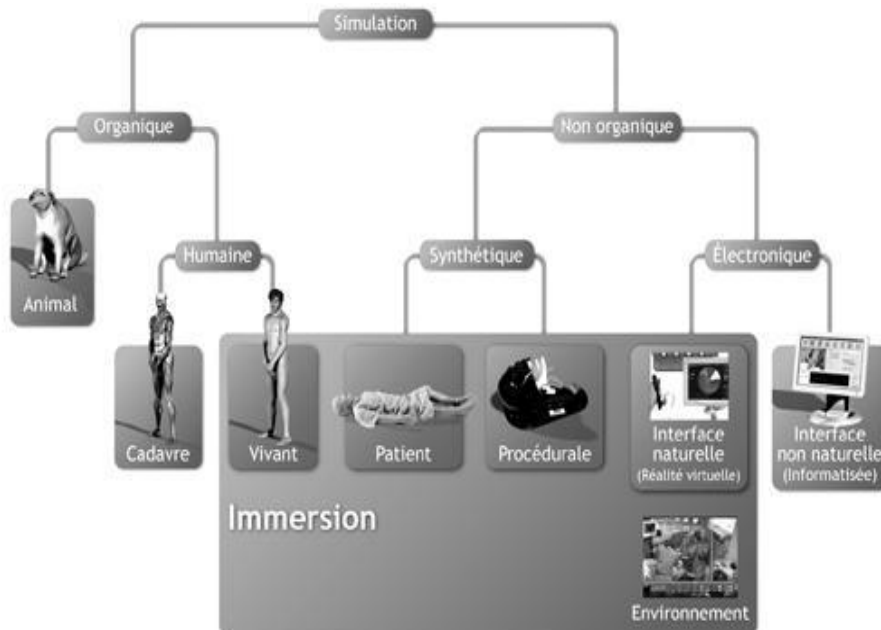 Simulation
Organique
Non organique
Humaine
Synthétique
Électronique
Animal
Cadavre
Vivant
Patient
Procédurale
Interface
naturelle
(Réalité virtuelle)
Interface
non naturelle
(Informatisée)
Immersion
Environnement